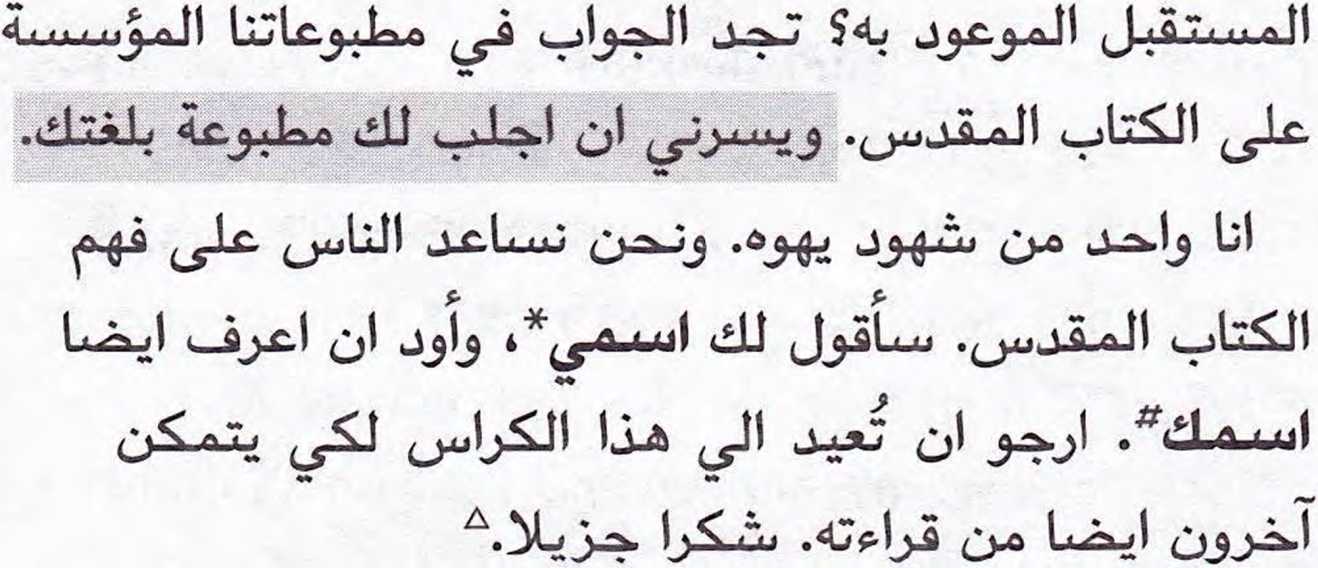 المستقبل الموعود به؟ تجد الجواب في مطبوعاتنا المؤسسة
على الكتاب المقدس. ويسرني ان اجلب لك مطبوعة بلغتك.
انا واحد من شهود يهوه. ونحن نساعد الناس على فهم
الكتاب المقدس. سأقول لك اسمي*، وأود ان اعرف ايضا
اسمك#. ارجو ان تُعيد الي هذا الكراس لكي يتمكن
آخرون ايضا من قراءته. شكرا جزيلا.△